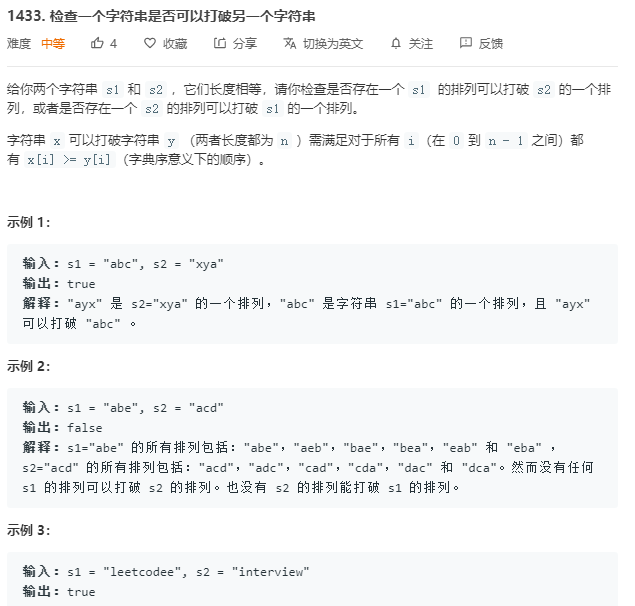 1433. 检查一个字符串是否可以打破另一个字符串
难度 中等 4 收藏 分享 切换为英文 关注 反馈
给你两个字符串 s1 和 s2 ，它们长度相等，请你检查是否存在一个 s1 的排列可以打破 s2 的一个排
列，或者是否存在一个 s2 的排列可以打破 s1 的一个排列。
字符串 x 可以打破字符串 y （两者长度都为 n ）需满足对于所有 i（在 0 到 n - 1 之间）都
有 x[i] >= y[i]（字典序意义下的顺序）。
示例 1：
输入：s1 = "abc", s2 = "xya"
输出：true
解释："ayx" 是 s2="xya" 的一个排列，"abc" 是字符串 s1="abc" 的一个排列，且 "ayx"
可以打破 "abc" 。
示例 2：
输入：s1 = "abe", s2 = "acd"
输出：false
解释：s1="abe" 的所有排列包括："abe"，"aeb"，"bae"，"bea"，"eab" 和 "eba" ，
s2="acd" 的所有排列包括："acd"，"adc"，"cad"，"cda"，"dac" 和 "dca"。然而没有任何
s1 的排列可以打破 s2 的排列。也没有 s2 的排列能打破 s1 的排列。
示例 3：
输入：s1 = "leetcodee", s2 = "interview"
输出：true